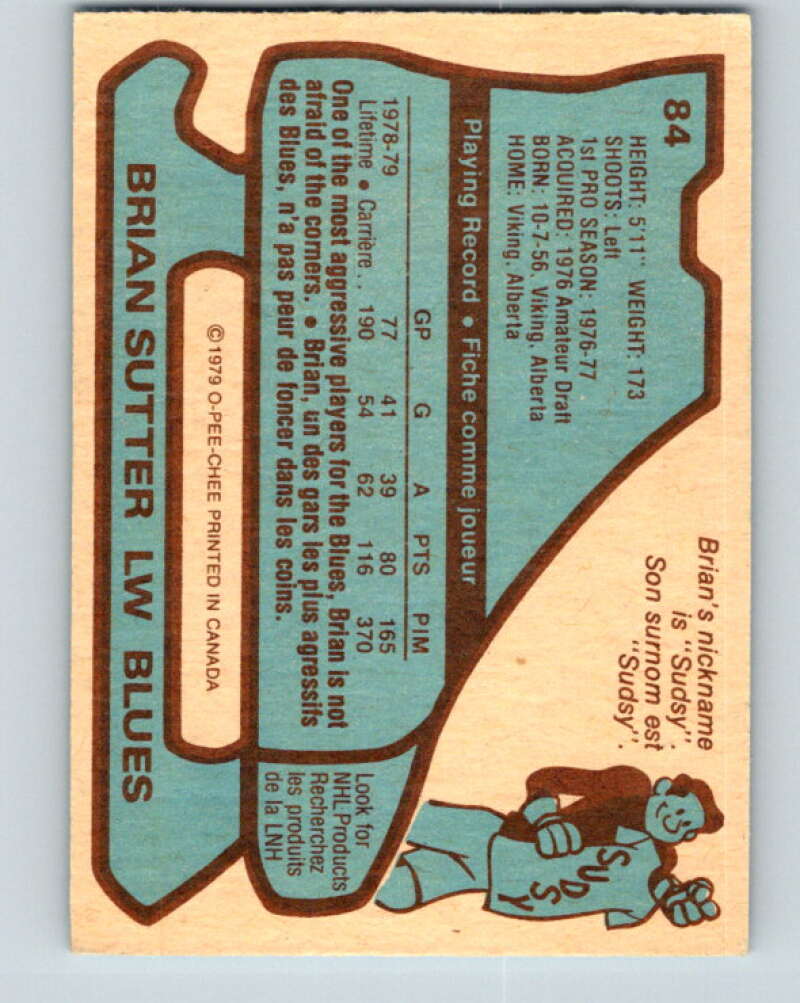 84
HEIGHT: 5'11" WEIGHT: 173
SHOOTS: Left
1st PRO SEASON: 1976-77
ACQUIRED: 1976 Amateur Draft
BORN: 10-7-56, Viking, Alberta
HOME: Viking, Alberta
Brian's nickname
is "Sudsy".
Son surnom est
"Sudsy".
SUDSY
Playing Record • Fiche comme joueur
GP G A PTS PIM
1978-79 77 41 39 80 165
Lifetime • Carrière.. 190 54 62 116 370
One of the most aggressive players for the Blues, Brian is not
afraid of the corners. • Brian, un des gars les plus agressifs
des Blues, n'a pas peur de foncer dans les coins.
Look for
NHL Products
Recherchez
les produits
de la LNH
©1979 O-PEE-CHEE PRINTED IN CANADA
BRIAN SUTTER LW BLUES